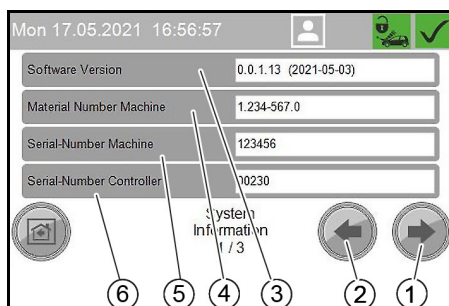 Mon 17.05.2021 16:56:57
Software Version 0.0.1.13 (2021-05-03)
Material Number Machine 1.234-567.0
Serial-Number Machine 123456
Serial-Number Controller 00230
System
Information
1 / 3
6 5 4 3 2 1